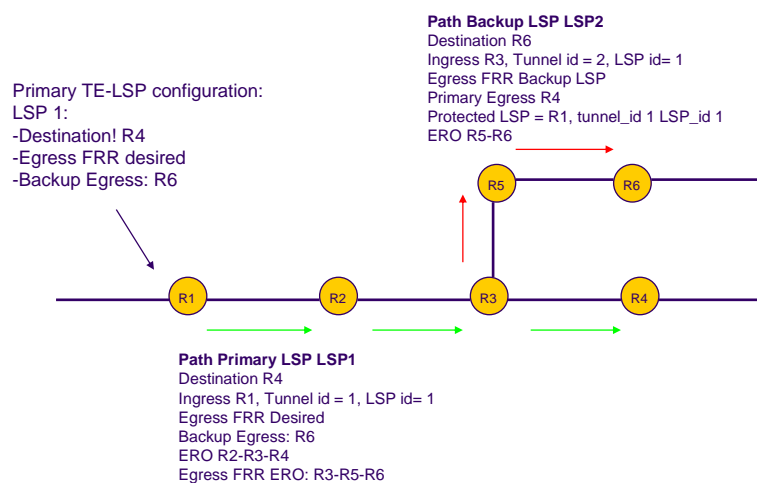 Path Backup LSP LSP2
Destination R6
Ingress R3, Tunnel id = 2, LSP id= 1
Egress FRR Backup LSP
Primary Egress R4
Protected LSP = R1, tunnel_id 1 LSP_id 1
ERO R5-R6
Primary TE-LSP configuration:
LSP 1:
-Destination! R4
-Egress FRR desired
-Backup Egress: R6
R5
R6
R1
R2
R3
R4
Path Primary LSP LSP1
Destination R4
Ingress R1, Tunnel id = 1, LSP id= 1
Egress FRR Desired
Backup Egress: R6
ERO R2-R3-R4
Egress FRR ERO: R3-R5-R6